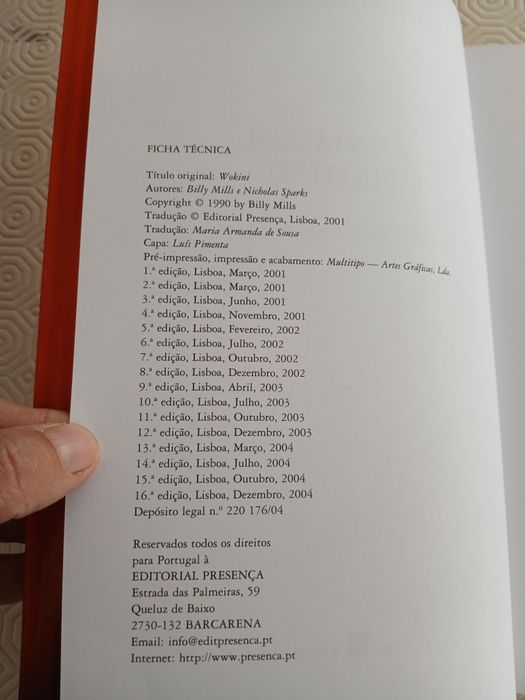 FICHA TÉCNICA
Título original: Wokini
Autores: Billy Mills e Nicholas Sparks
Copyright © 1990 by Billy Mills
Tradução © Editorial Presença, Lisboa, 2001
Tradução: Maria Armanda de Sousa
Capa: Luís Pimenta
Pré-impressão, impressão e acabamento: Multitipo — Artes Gráficas, Lda.
1.ª edição, Lisboa, Março, 2001
2.ª edição, Lisboa, Março, 2001
3.ª edição, Lisboa, Junho, 2001
4.ª edição, Lisboa, Novembro, 2001
5.ª edição, Lisboa, Fevereiro, 2002
6.ª edição, Lisboa, Julho, 2002
7.ª edição, Lisboa, Outubro, 2002
8.ª edição, Lisboa, Dezembro, 2002
9.ª edição, Lisboa, Abril, 2003
10.ª edição, Lisboa, Julho, 2003
11.ª edição, Lisboa, Outubro, 2003
12.ª edição, Lisboa, Dezembro, 2003
13.ª edição, Lisboa, Março, 2004
14.ª edição, Lisboa, Julho, 2004
15.ª edição, Lisboa, Outubro, 2004
16.ª edição, Lisboa, Dezembro, 2004
Depósito legal n.º 220 176/04
Reservados todos os direitos
para Portugal à
EDITORIAL PRESENÇA
Estrada das Palmeiras, 59
Queluz de Baixo
2730-132 BARCARENA
Email: info@editpresenca.pt
Internet: http://www.presenca.pt